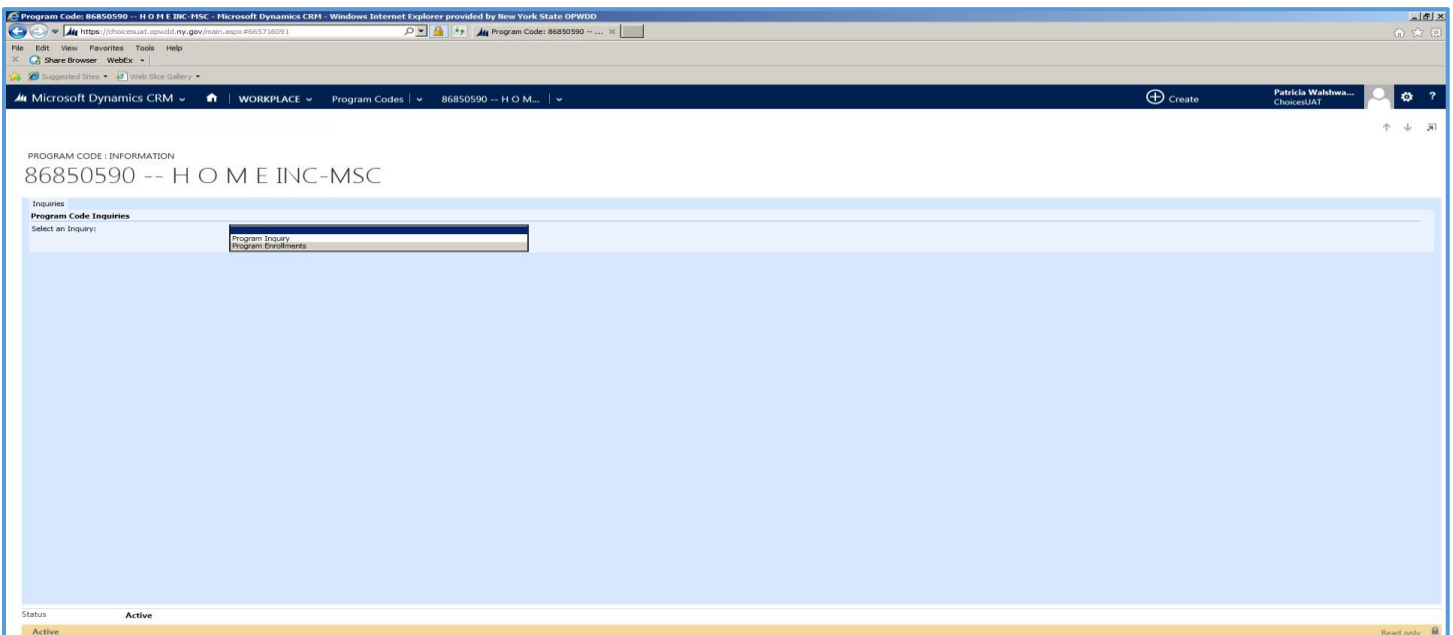 Program Code: 86850590 -- H O M E INC-MSC - Microsoft Dynamics CRM - Windows Internet Explorer provided by New York State OPWDD
https://choicesuat.opwdd.ny.gov/main.aspx#665716091 Program Code: 86850590 -- ...
File Edit View Favorites Tools Help
Share Browser WebEx
Suggested Sites Web Slice Gallery
Microsoft Dynamics CRM WORKPLACE Program Codes 86850590 -- H O M... Create Patricia Walshwa... ?
ChoicesUAT
PROGRAM CODE : INFORMATION
86850590 -- H O M E INC-MSC
Inquiries
Program Code Inquiries
Select an Inquiry:
Program Inquiry
Program Enrollments
Status Active
Active Read only